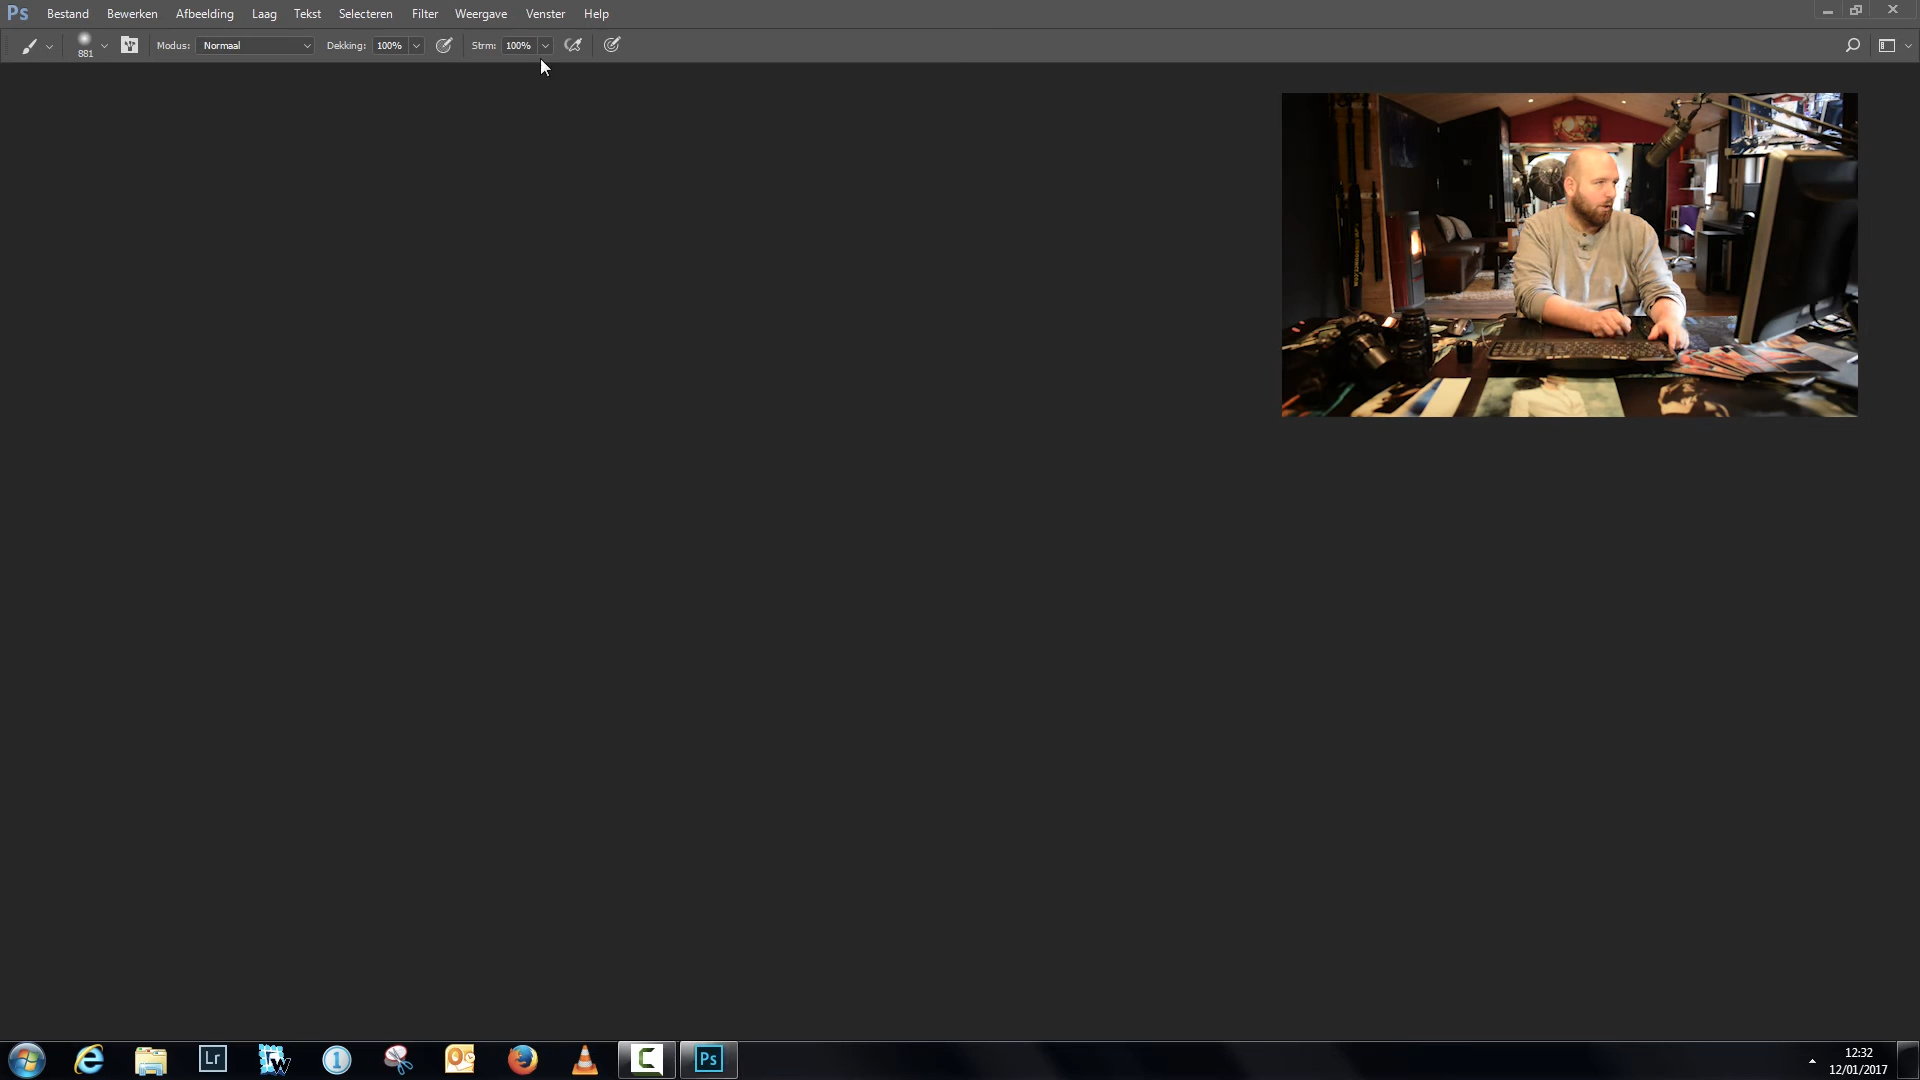 Ps Bestand Bewerken Afbeelding Laag Tekst Selecteren Filter Weergave Venster Help
881 Modus: Normaal Dekking: 100% Strm: 100%
Lr
Ps
12:32
12/01/2017